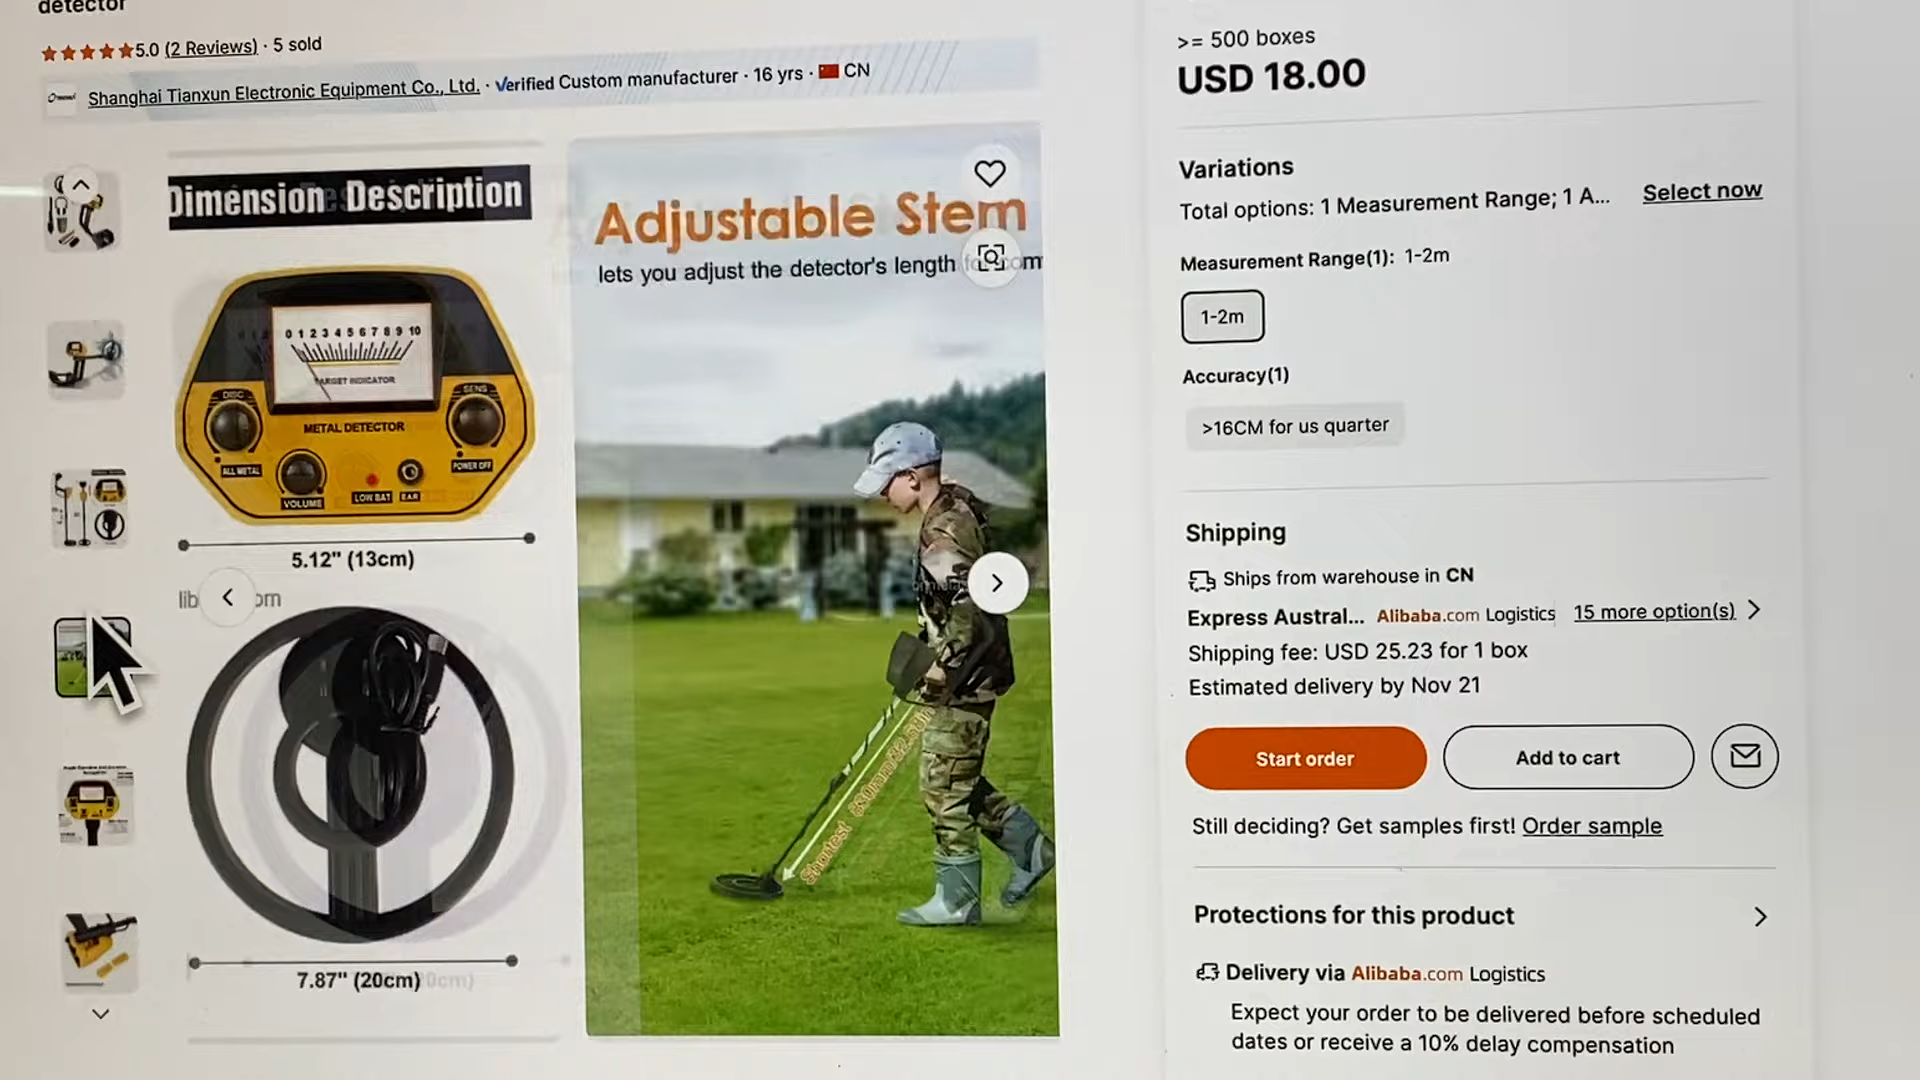 detector
5.0 (2 Reviews) · 5 sold
Shanghai Tianxun Electronic Equipment Co., Ltd. · Verified Custom manufacturer · 16 yrs · CN
Dimension Description
0 1 2 3 4 5 6 7 8 9 10
TARGET INDICATOR
DISC
SENS
METAL DETECTOR
ALL METAL
POWER OFF
VOLUME
LOW BAT
EAR
5.12" (13cm)
7.87" (20cm)
Adjustable Stem
lets you adjust the detector's length
Shortest
>= 500 boxes
USD 18.00
Variations
Total options: 1 Measurement Range; 1 A... Select now
Measurement Range(1): 1-2m
1-2m
Accuracy(1)
>16CM for us quarter
Shipping
Ships from warehouse in CN
Express Austral... Alibaba.com Logistics 15 more option(s)
Shipping fee: USD 25.23 for 1 box
Estimated delivery by Nov 21
Start order
Add to cart
Still deciding? Get samples first! Order sample
Protections for this product
Delivery via Alibaba.com Logistics
Expect your order to be delivered before scheduled
dates or receive a 10% delay compensation